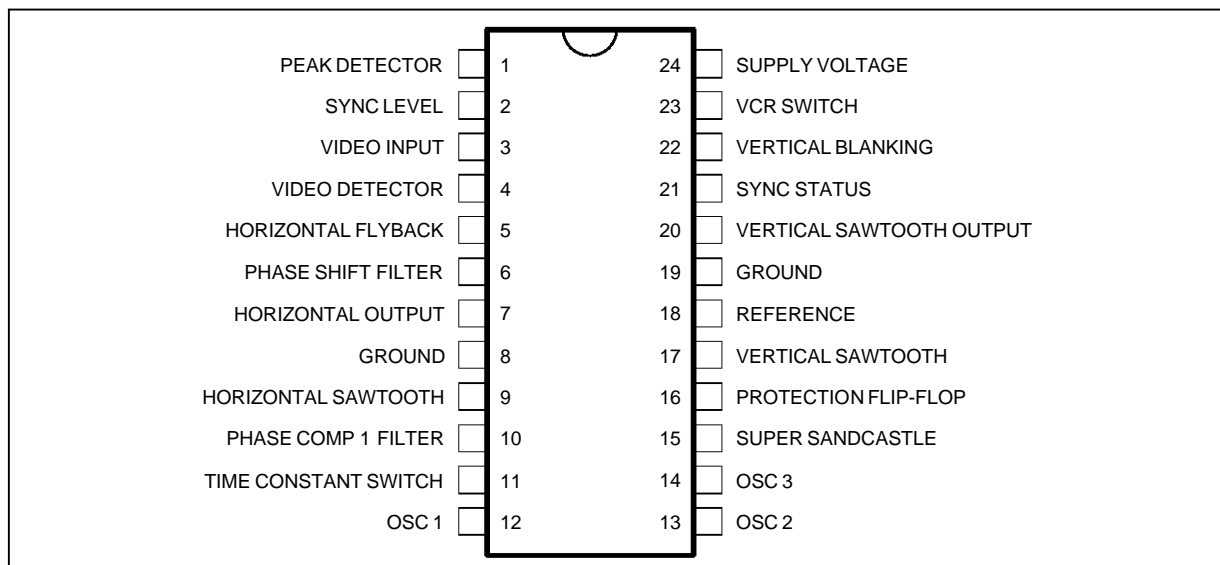 PEAK DETECTOR 1 24 SUPPLY VOLTAGE
SYNC LEVEL 2 23 VCR SWITCH
VIDEO INPUT 3 22 VERTICAL BLANKING
VIDEO DETECTOR 4 21 SYNC STATUS
HORIZONTAL FLYBACK 5 20 VERTICAL SAWTOOTH OUTPUT
PHASE SHIFT FILTER 6 19 GROUND
HORIZONTAL OUTPUT 7 18 REFERENCE
GROUND 8 17 VERTICAL SAWTOOTH
HORIZONTAL SAWTOOTH 9 16 PROTECTION FLIP-FLOP
PHASE COMP 1 FILTER 10 15 SUPER SANDCASTLE
TIME CONSTANT SWITCH 11 14 OSC 3
OSC 1 12 13 OSC 2